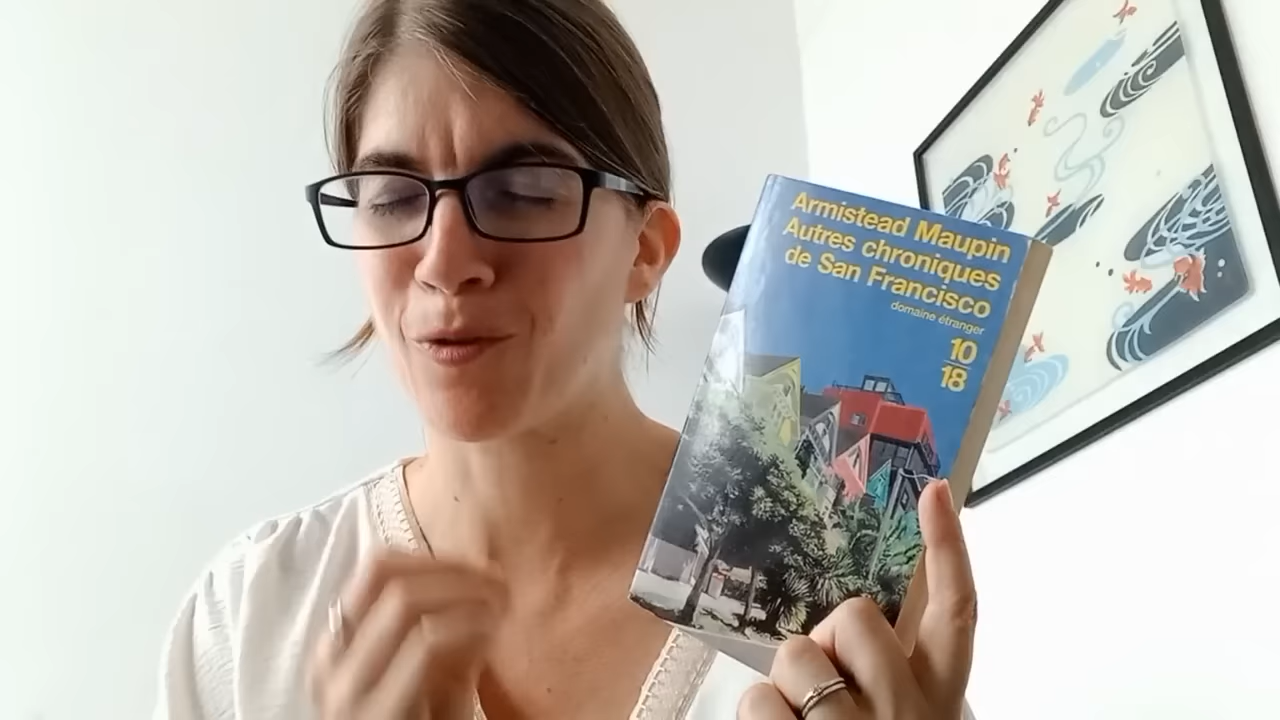 Armistead Maupin
Autres chroniques
de San Francisco
domaine étranger
10
18